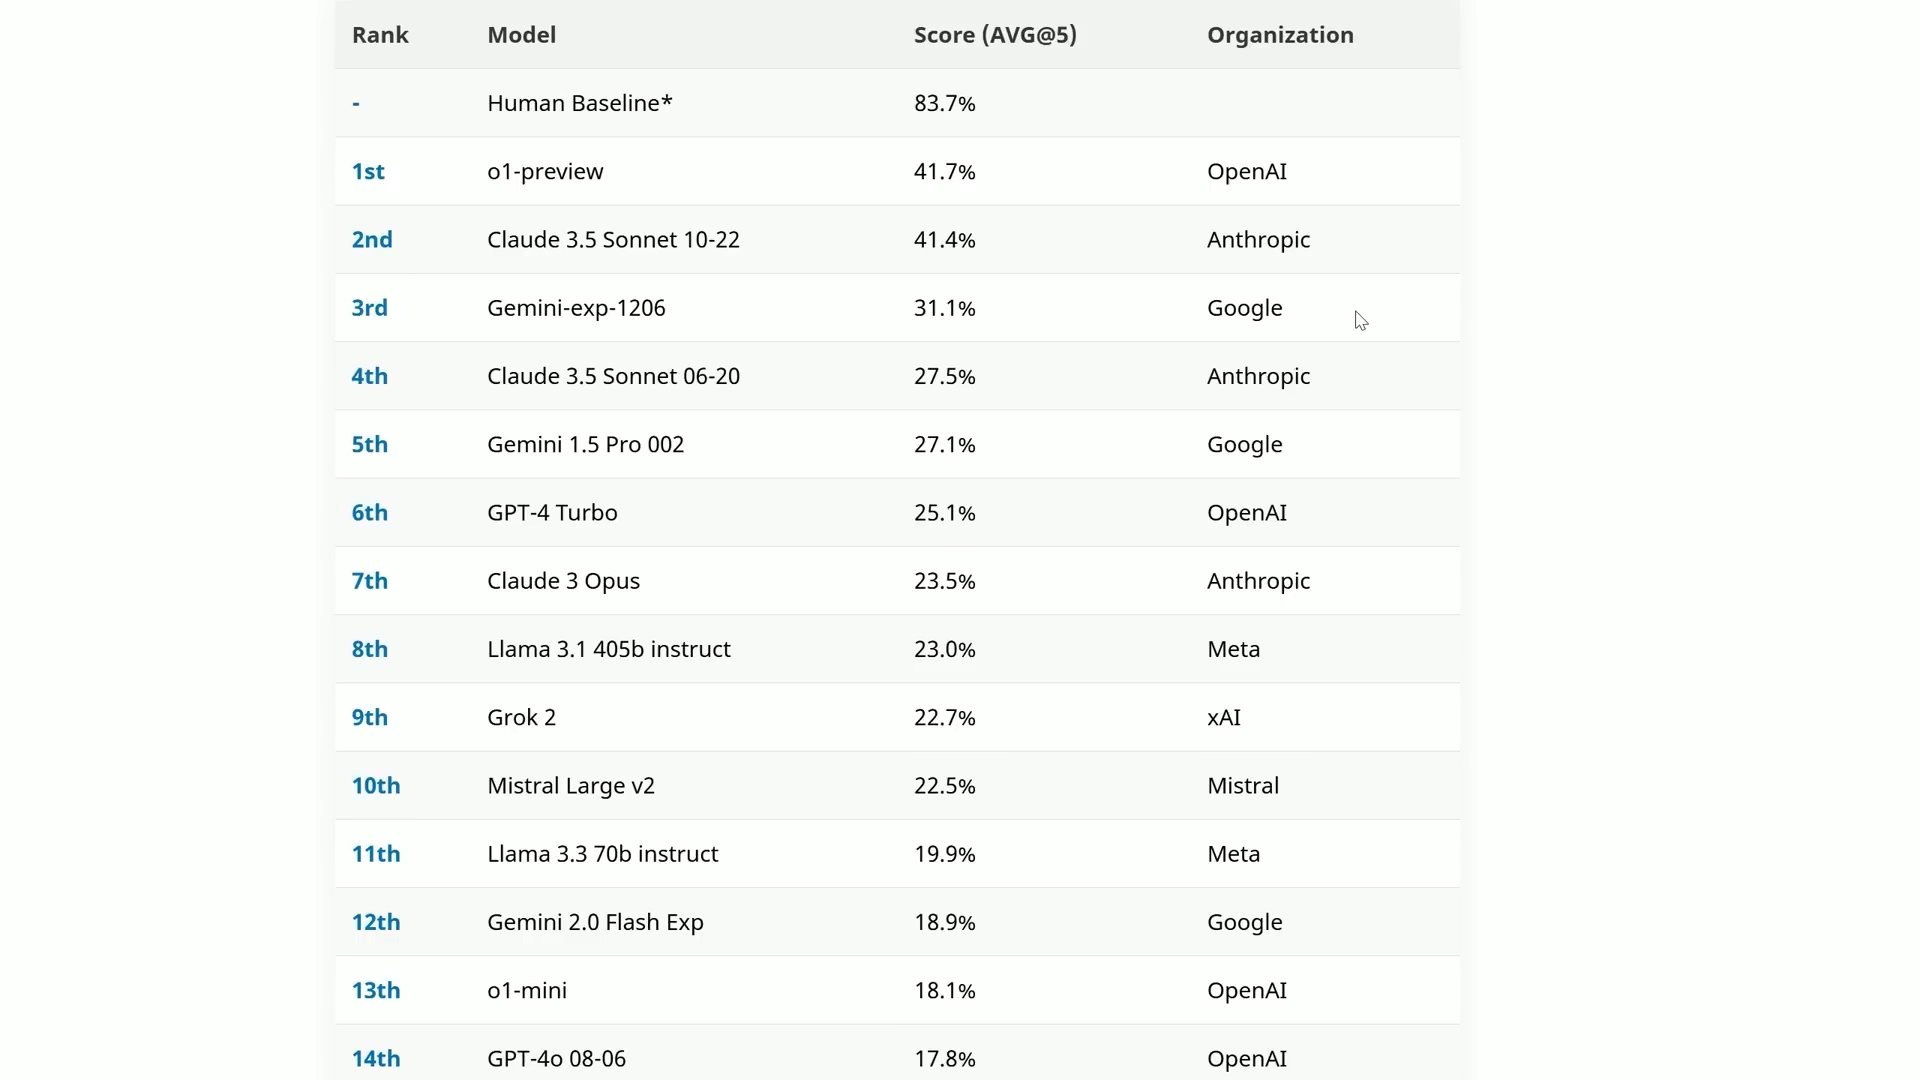 Rank Model Score (AVG@5) Organization
- Human Baseline* 83.7%
1st o1-preview 41.7% OpenAI
2nd Claude 3.5 Sonnet 10-22 41.4% Anthropic
3rd Gemini-exp-1206 31.1% Google
4th Claude 3.5 Sonnet 06-20 27.5% Anthropic
5th Gemini 1.5 Pro 002 27.1% Google
6th GPT-4 Turbo 25.1% OpenAI
7th Claude 3 Opus 23.5% Anthropic
8th Llama 3.1 405b instruct 23.0% Meta
9th Grok 2 22.7% xAI
10th Mistral Large v2 22.5% Mistral
11th Llama 3.3 70b instruct 19.9% Meta
12th Gemini 2.0 Flash Exp 18.9% Google
13th o1-mini 18.1% OpenAI
14th GPT-4o 08-06 17.8% OpenAI